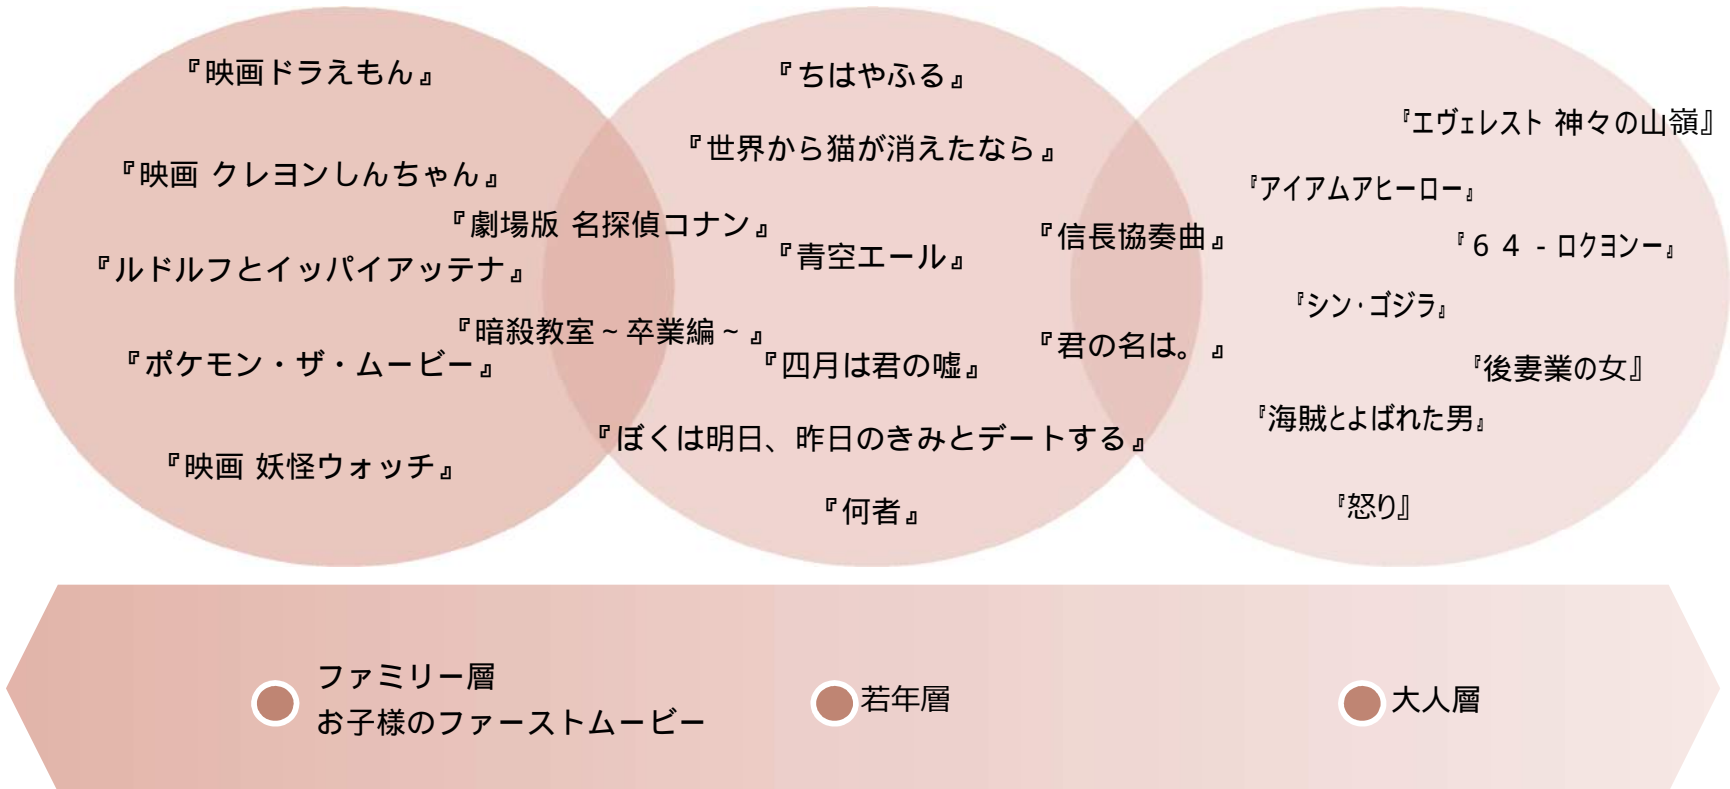 『映画ドラえもん』
『映画 クレヨンしんちゃん』
『劇場版 名探偵コナン』
『ルドルフとイッパイアッテナ』
『暗殺教室~卒業編~』
『ポケモン・ザ・ムービー』
『映画 妖怪ウォッチ』
『ちはやふる』
『世界から猫が消えたなら』
『青空エール』
『四月は君の嘘』
『ぼくは明日、昨日のきみとデートする』
『何者』
『信長協奏曲』
『君の名は。』
『エヴェレスト 神々の山嶺』
『アイアムアヒーロー』
『64-ロクヨンー』
『シン・ゴジラ』
『後妻業の女』
『海賊とよばれた男』
『怒り』
ファミリー層
お子様のファーストムービー
若年層
大人層